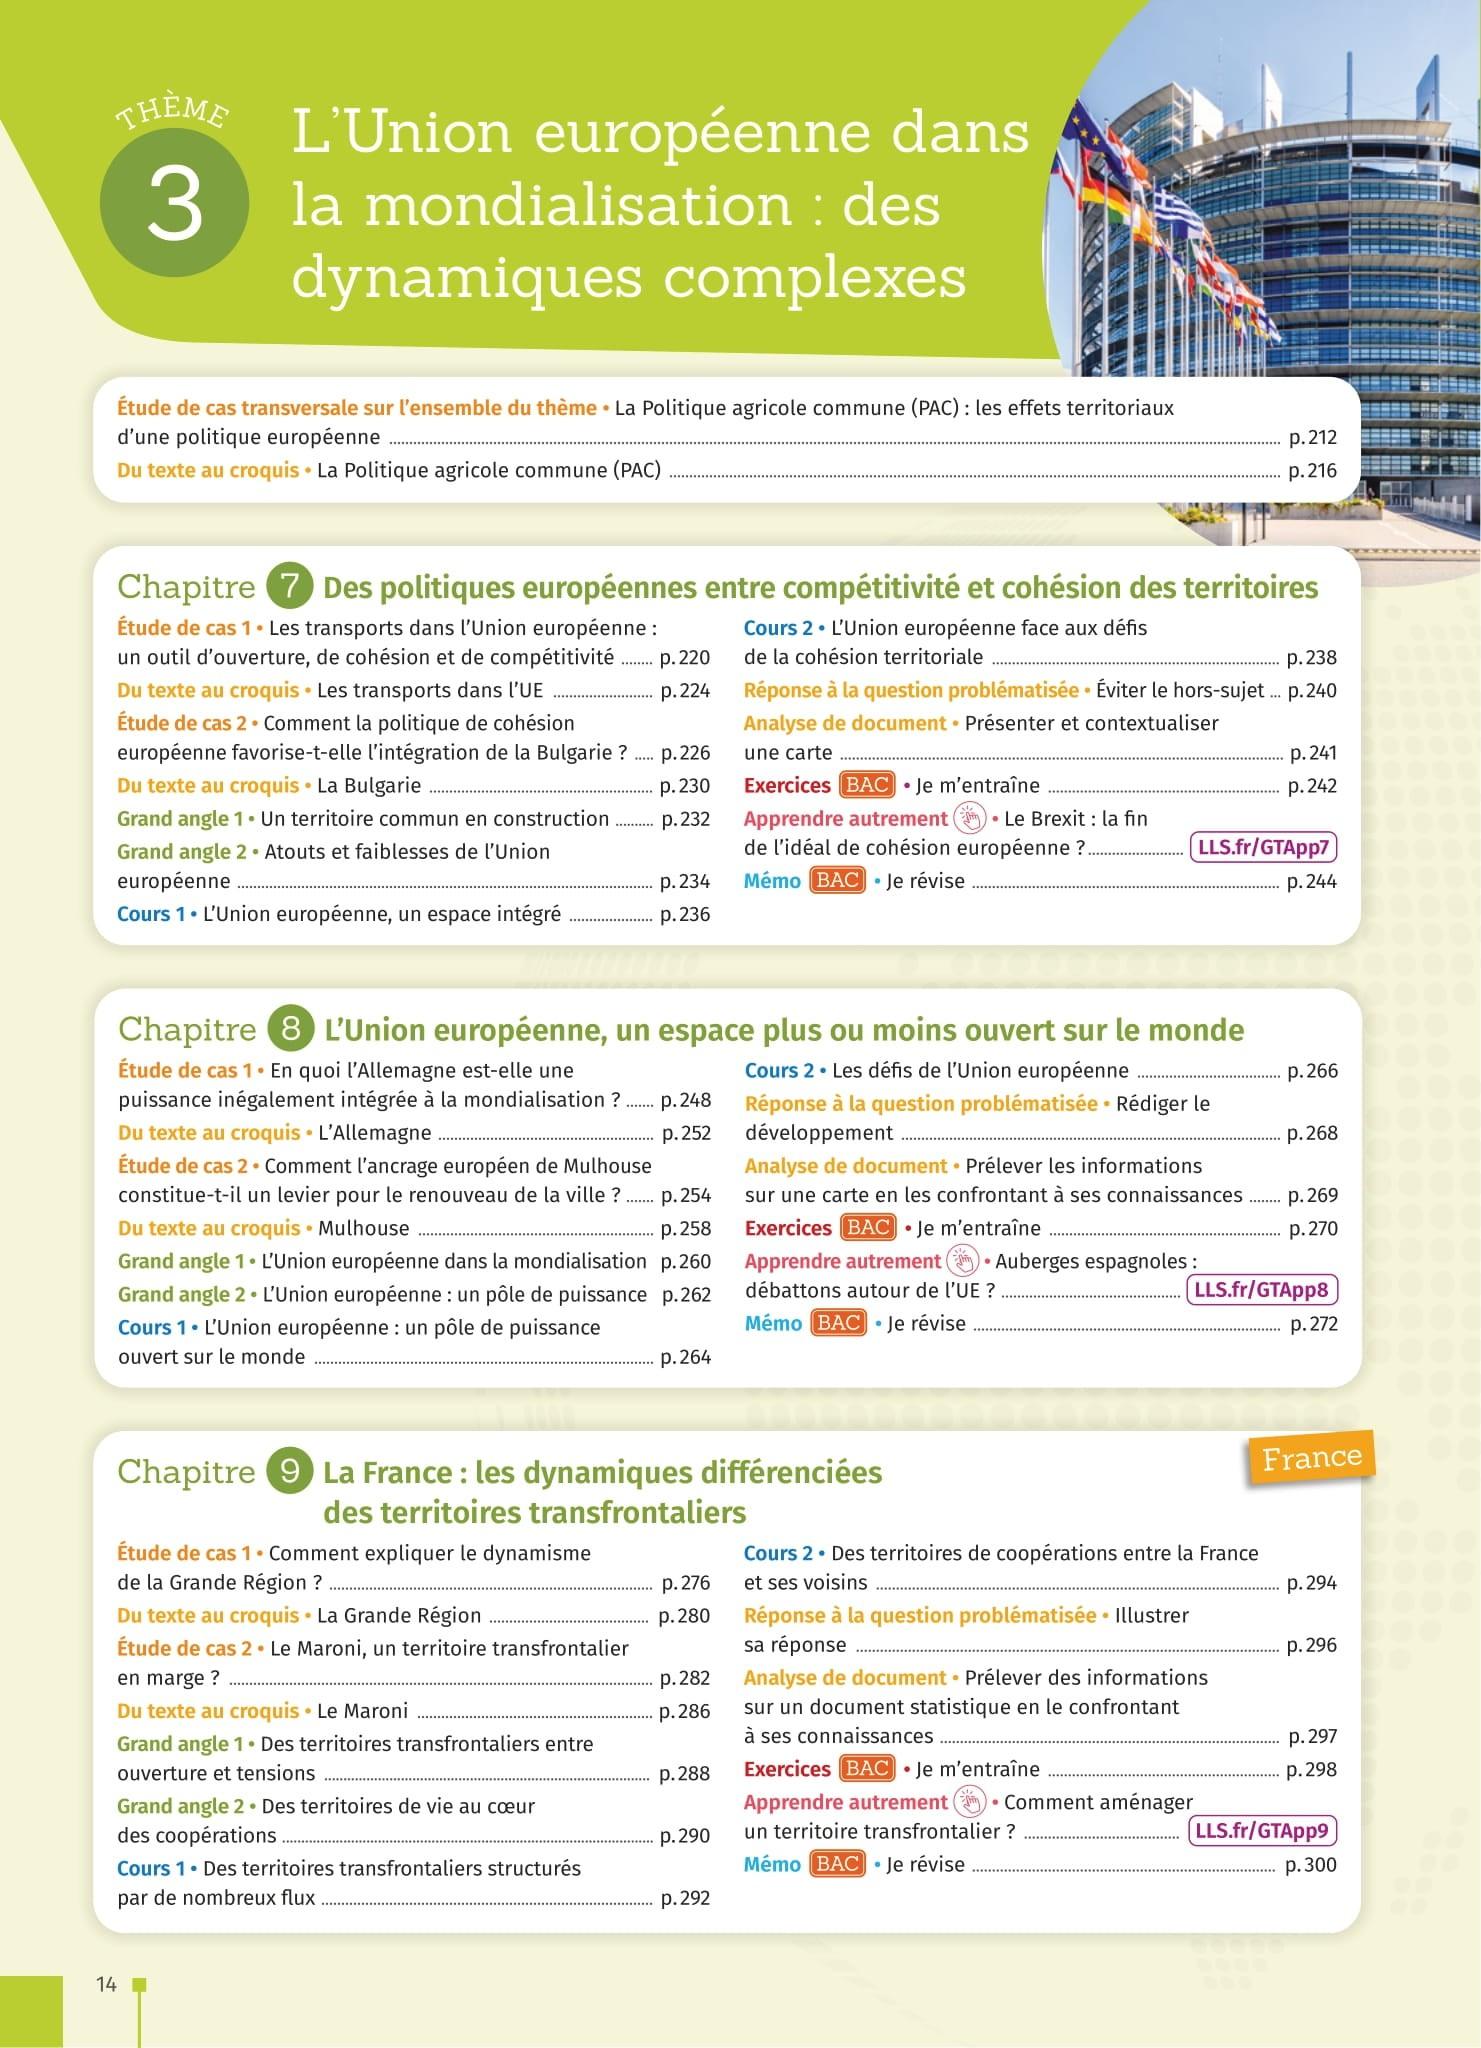 THÈME
3
L’Union européenne dans
la mondialisation : des
dynamiques complexes
Étude de cas transversale sur l’ensemble du thème • La Politique agricole commune (PAC) : les effets territoriaux
d’une politique européenne p. 212
Du texte au croquis • La Politique agricole commune (PAC) p. 216
Chapitre 7 Des politiques européennes entre compétitivité et cohésion des territoires
Étude de cas 1 • Les transports dans l’Union européenne :
un outil d’ouverture, de cohésion et de compétitivité p. 220
Du texte au croquis • Les transports dans l’UE p. 224
Étude de cas 2 • Comment la politique de cohésion
européenne favorise-t-elle l’intégration de la Bulgarie ? p. 226
Du texte au croquis • La Bulgarie p. 230
Grand angle 1 • Un territoire commun en construction p. 232
Grand angle 2 • Atouts et faiblesses de l’Union
européenne p. 234
Cours 1 • L’Union européenne, un espace intégré p. 236
Cours 2 • L’Union européenne face aux défis
de la cohésion territoriale p. 238
Réponse à la question problématisée • Éviter le hors-sujet p. 240
Analyse de document • Présenter et contextualiser
une carte p. 241
Exercices BAC • Je m’entraîne p. 242
Apprendre autrement • Le Brexit : la fin
de l’idéal de cohésion européenne ? LLS.fr/GTApp7
Mémo BAC • Je révise p. 244
Chapitre 8 L’Union européenne, un espace plus ou moins ouvert sur le monde
Étude de cas 1 • En quoi l’Allemagne est-elle une
puissance inégalement intégrée à la mondialisation ? p. 248
Du texte au croquis • L’Allemagne p. 252
Étude de cas 2 • Comment l’ancrage européen de Mulhouse
constitue-t-il un levier pour le renouveau de la ville ? p. 254
Du texte au croquis • Mulhouse p. 258
Grand angle 1 • L’Union européenne dans la mondialisation p. 260
Grand angle 2 • L’Union européenne : un pôle de puissance p. 262
Cours 1 • L’Union européenne : un pôle de puissance
ouvert sur le monde p. 264
Cours 2 • Les défis de l’Union européenne p. 266
Réponse à la question problématisée • Rédiger le
développement p. 268
Analyse de document • Prélever les informations
sur une carte en les confrontant à ses connaissances p. 269
Exercices BAC • Je m’entraîne p. 270
Apprendre autrement • Auberges espagnoles :
débattons autour de l’UE ? LLS.fr/GTApp8
Mémo BAC • Je révise p. 272
France
Chapitre 9 La France : les dynamiques différenciées
des territoires transfrontaliers
Étude de cas 1 • Comment expliquer le dynamisme
de la Grande Région ? p. 276
Du texte au croquis • La Grande Région p. 280
Étude de cas 2 • Le Maroni, un territoire transfrontalier
en marge ? p. 282
Du texte au croquis • Le Maroni p. 286
Grand angle 1 • Des territoires transfrontaliers entre
ouverture et tensions p. 288
Grand angle 2 • Des territoires de vie au cœur
des coopérations p. 290
Cours 1 • Des territoires transfrontaliers structurés
par de nombreux flux p. 292
Cours 2 • Des territoires de coopérations entre la France
et ses voisins p. 294
Réponse à la question problématisée • Illustrer
sa réponse p. 296
Analyse de document • Prélever des informations
sur un document statistique en le confrontant
à ses connaissances p. 297
Exercices BAC • Je m’entraîne p. 298
Apprendre autrement • Comment aménager
un territoire transfrontalier ? LLS.fr/GTApp9
Mémo BAC • Je révise p. 300
14